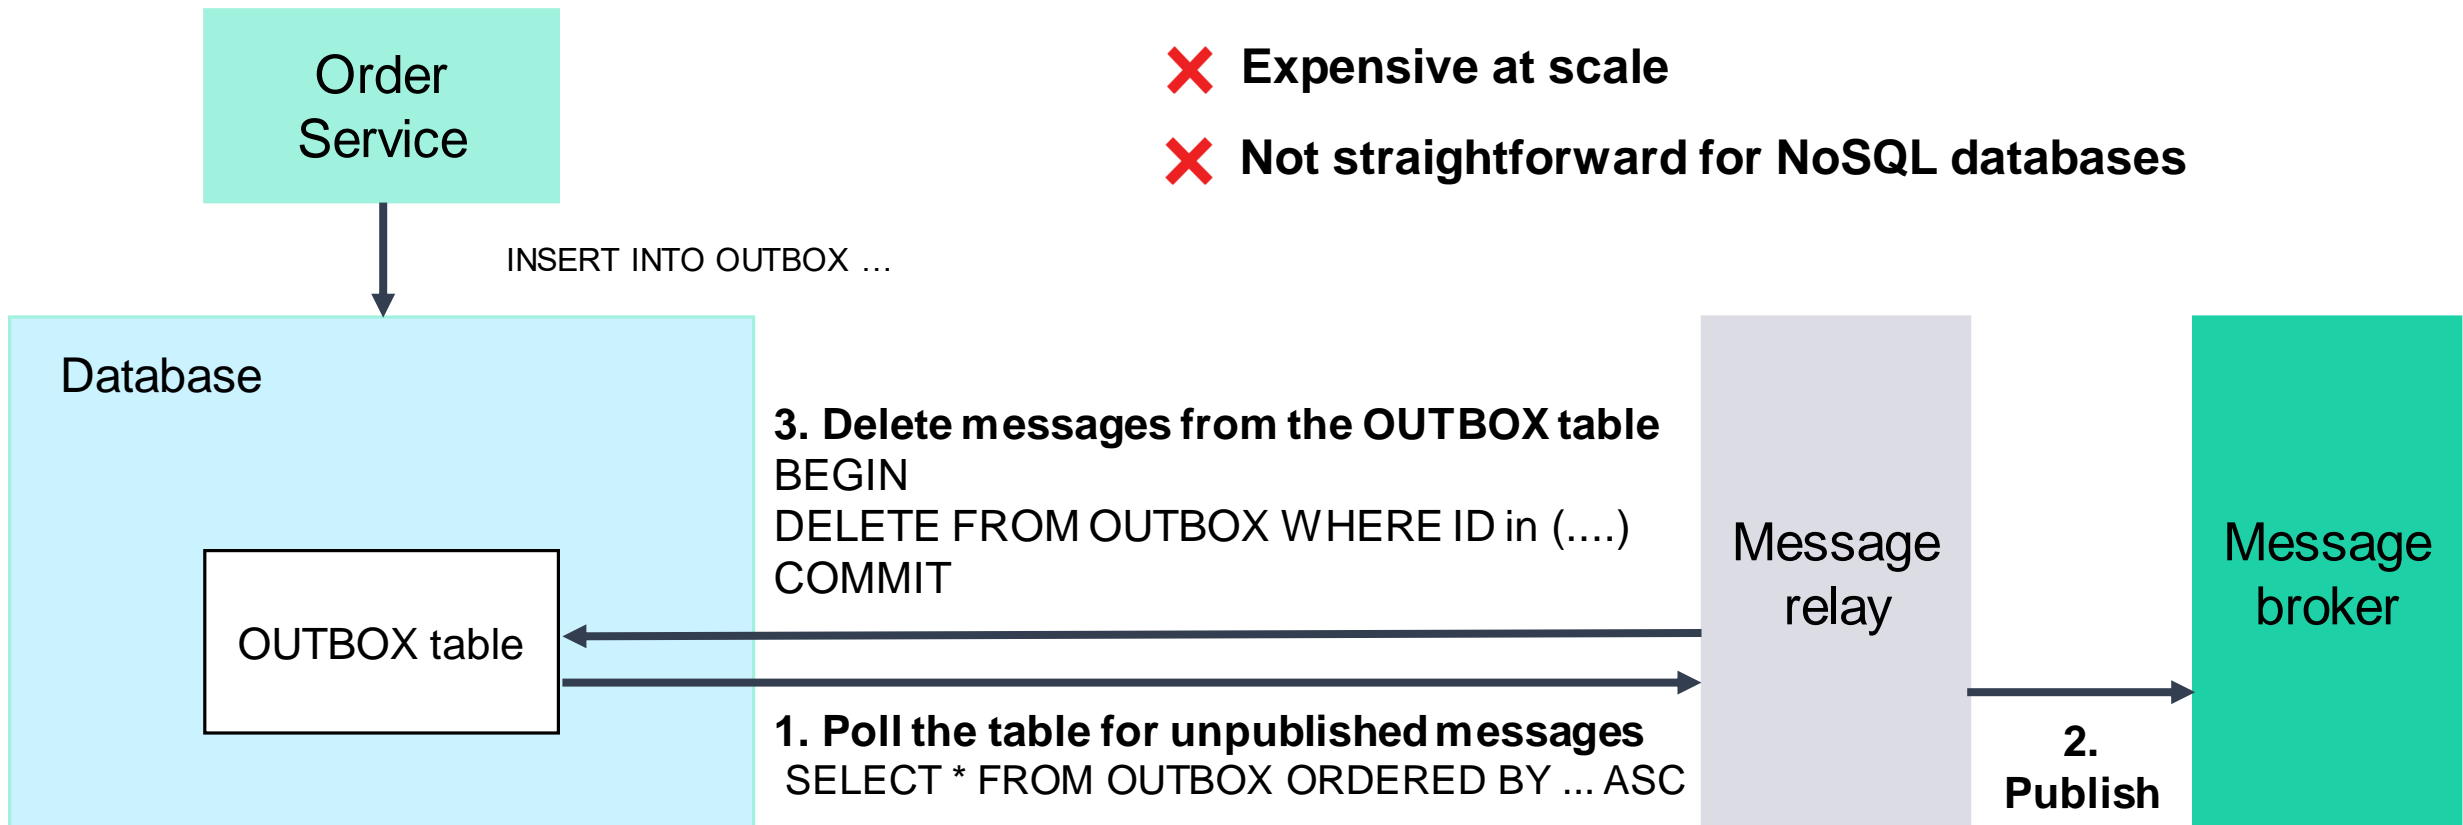 Order
Service
Expensive at scale
Not straightforward for NoSQL databases
INSERT INTO OUTBOX …
Database
3. Delete messages from the OUTBOX table
BEGIN
DELETE FROM OUTBOX WHERE ID in (....)
COMMIT
OUTBOX table
1. Poll the table for unpublished messages
SELECT * FROM OUTBOX ORDERED BY ... ASC
Message
relay
2.
Publish
Message
broker